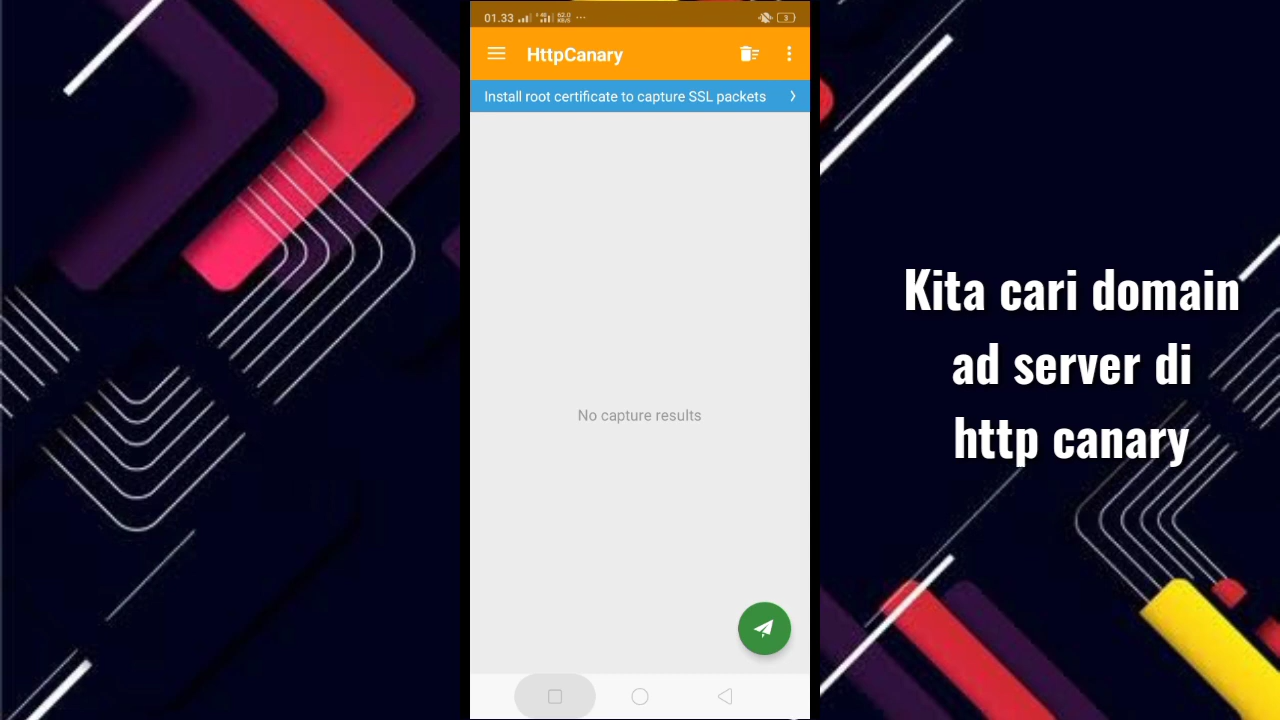 01.33
HttpCanary
Install root certificate to capture SSL packets
No capture results
Kita cari domain
ad server di
http canary